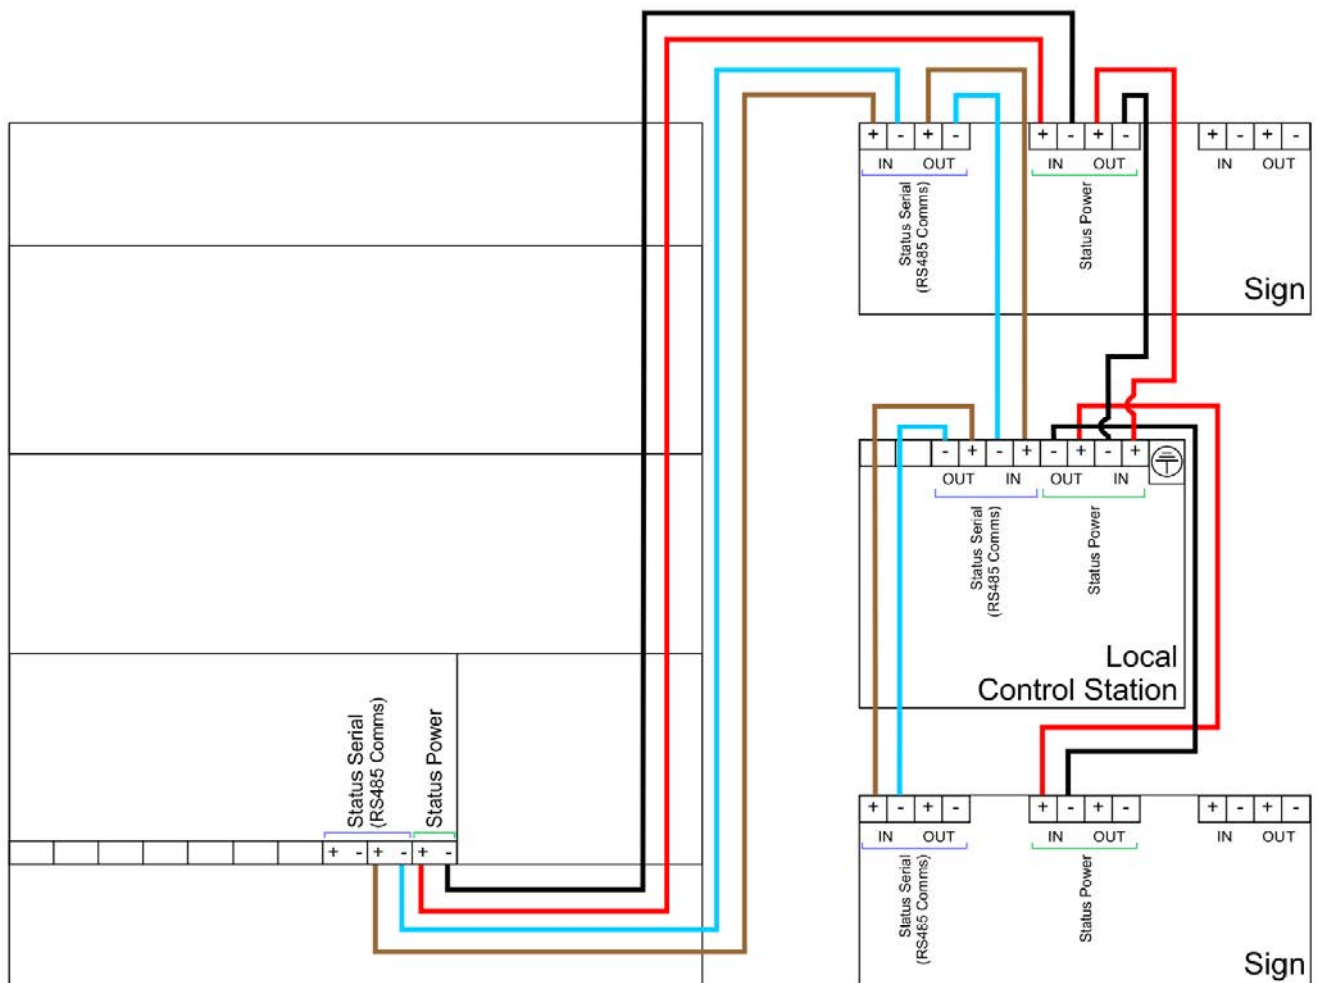 + - + -
IN OUT
Status Serial
(RS485 Comms)
+ - + -
IN OUT
Status Power
+ - + -
IN OUT
Sign
- + - + - + - +
OUT IN OUT IN
Status Serial
(RS485 Comms)
Status Power
Local
Control Station
Status Serial
(RS485 Comms)
Status Power
+ - + - + -
+ - + -
IN OUT
Status Serial
(RS485 Comms)
+ - + -
IN OUT
Status Power
+ - + -
IN OUT
Sign